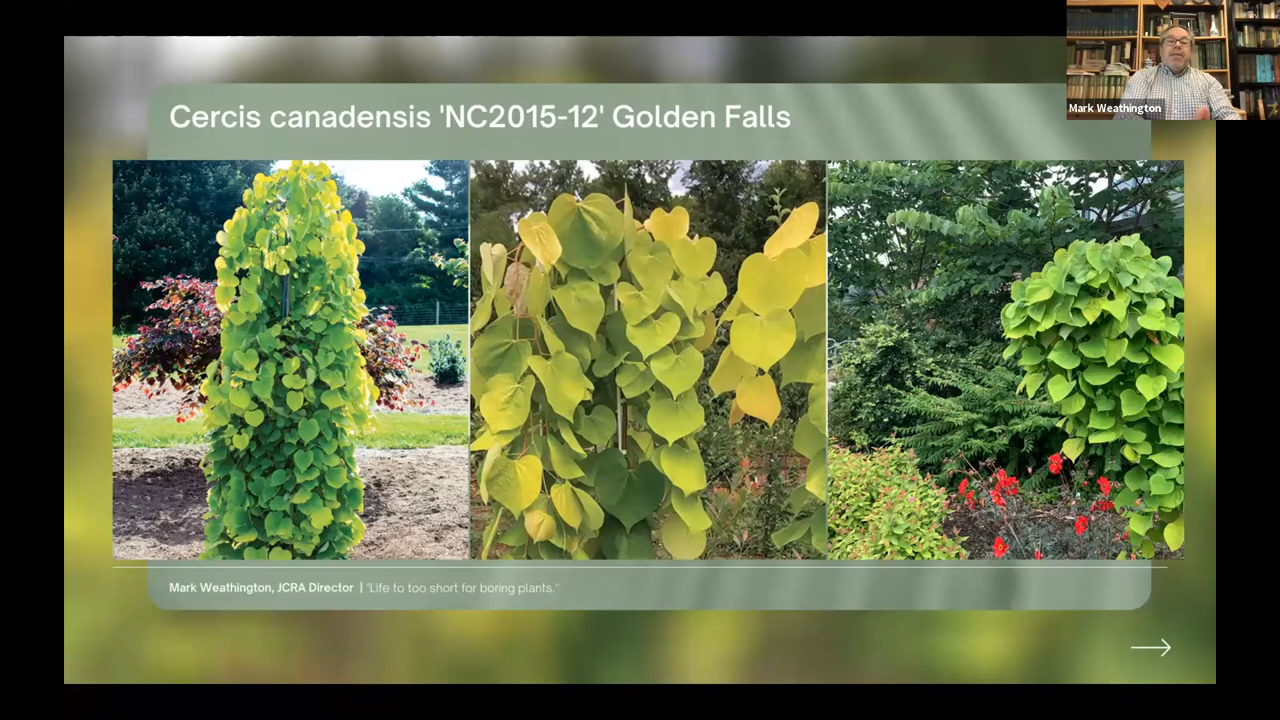 Cercis canadensis 'NC2015-12' Golden Falls
Mark Weathington
Mark Weathington, JCRA Director | "Life to too short for boring plants."